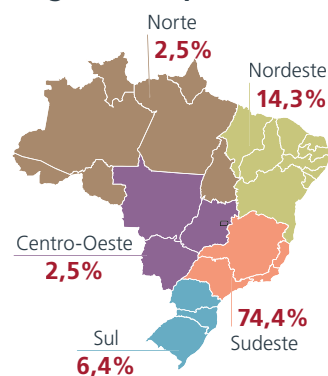 Norte
2,5%
Nordeste
14,3%
Centro-Oeste
2,5%
74,4%
Sudeste
Sul
6,4%